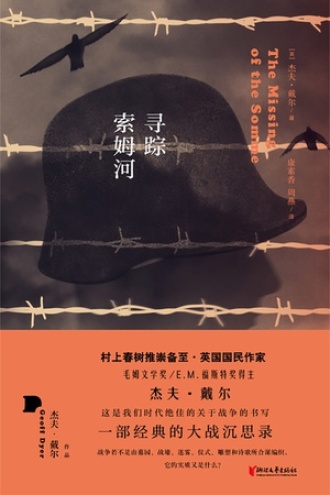 [英]杰夫·戴尔 著
The Missing
of the Somme
寻踪
索姆河
康素香 周燕 译
村上春树推崇备至·英国国民作家
毛姆文学奖/E.M.福斯特奖得主
杰夫·戴尔
这是我们时代绝佳的关于战争的书写
一部经典的大战沉思录
战争若不是由墓园、战壕、迷雾、仪式、雕塑和诗歌所合谋编织,
它的实质又是什么?
Geoff Dyer
杰夫·戴尔 作品
浙江文艺出版社